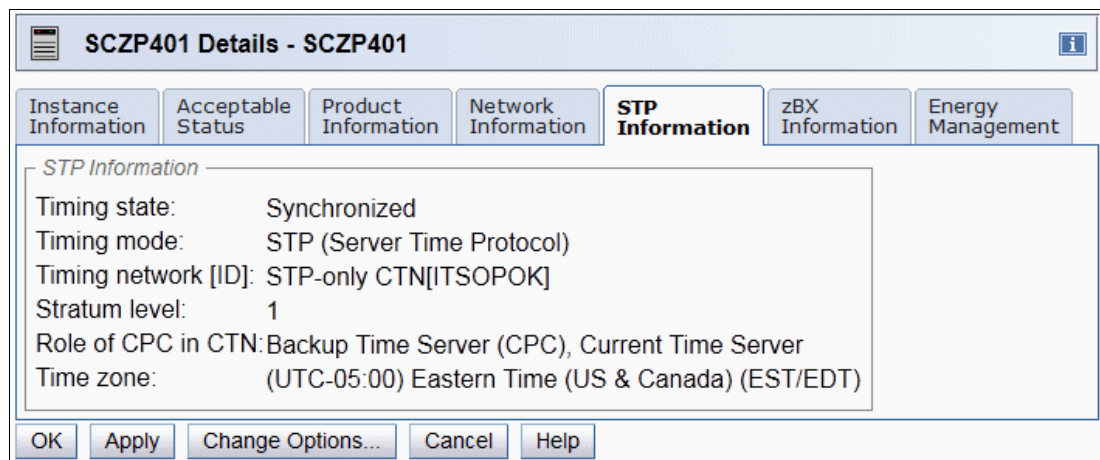 SCZP401 Details - SCZP401
Instance Information
Acceptable Status
Product Information
Network Information
STP Information
zBX Information
Energy Management
STP Information
Timing state: Synchronized
Timing mode: STP (Server Time Protocol)
Timing network [ID]: STP-only CTN[ITSOPOK]
Stratum level: 1
Role of CPC in CTN: Backup Time Server (CPC), Current Time Server
Time zone: (UTC-05:00) Eastern Time (US & Canada) (EST/EDT)
OK Apply Change Options... Cancel Help